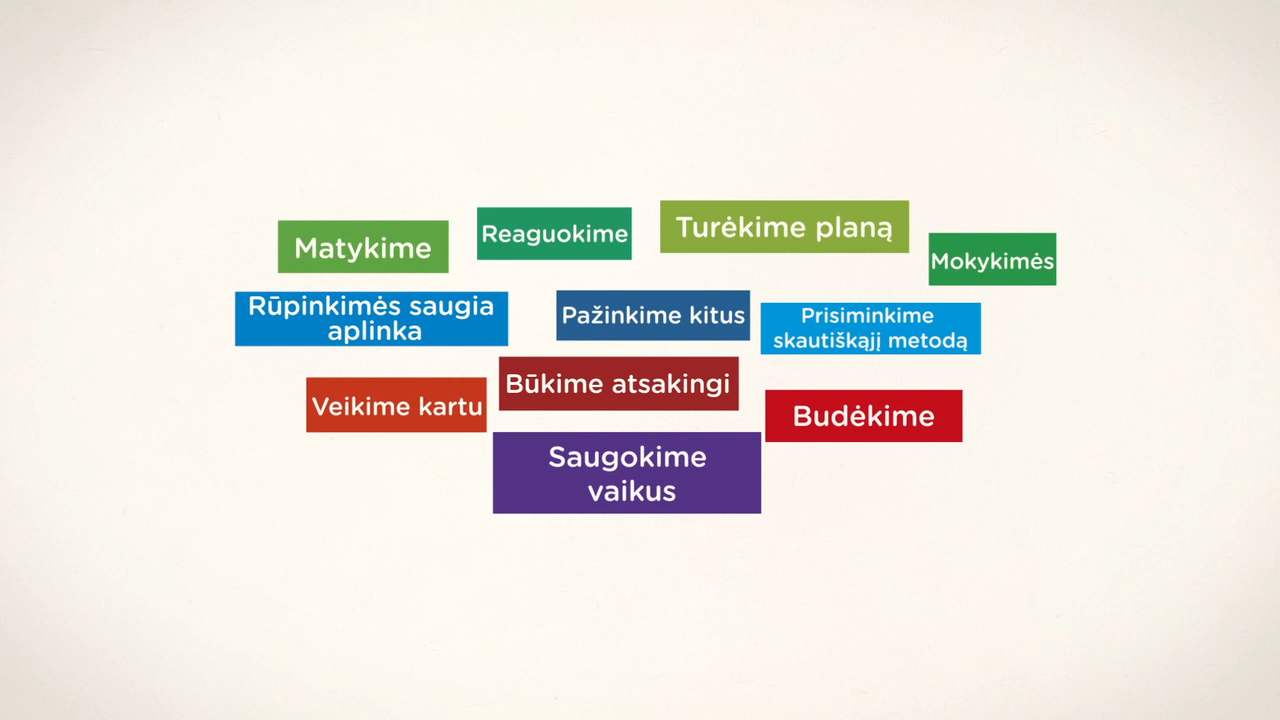 Matykime
Reaguokime
Turėkime planą
Mokykimės
Rūpinkimės saugia
aplinka
Pažinkime kitus
Prisiminkime
skautiškąjį metodą
Veikime kartu
Būkime atsakingi
Budėkime
Saugokime
vaikus